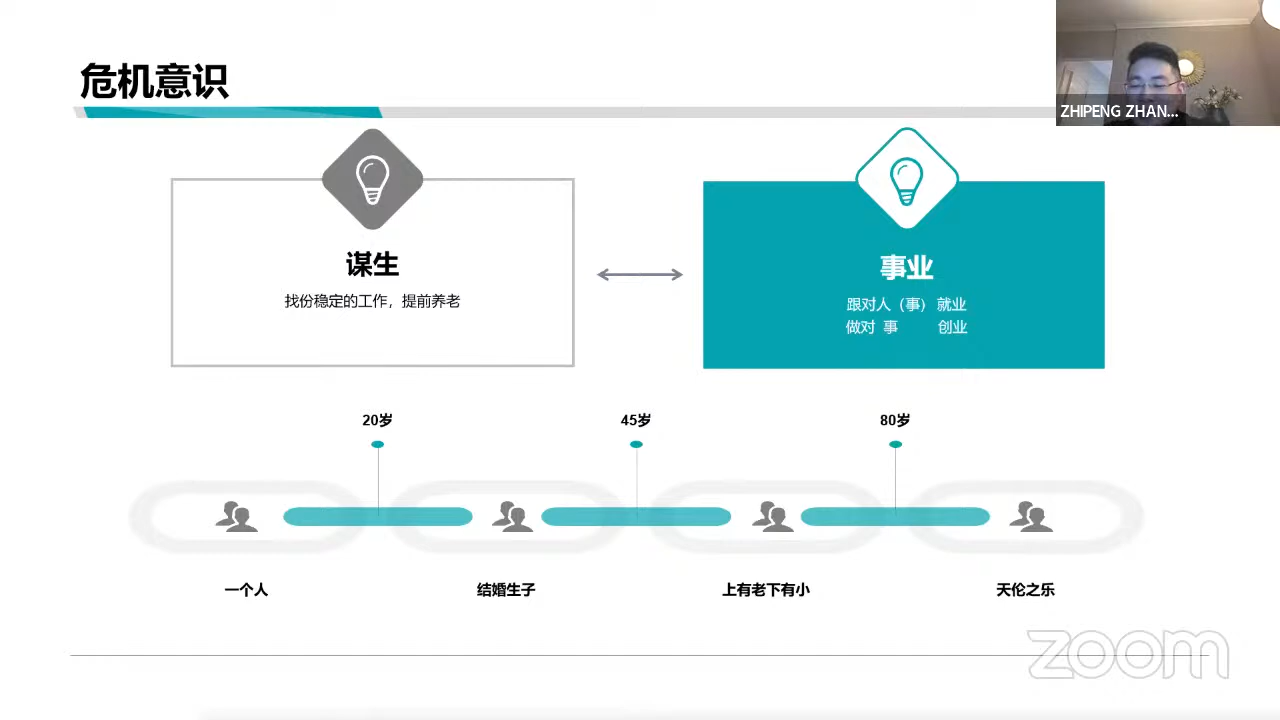 危机意识
ZHIPENG ZHAN...
谋生
找份稳定的工作，提前养老
事业
跟对人（事） 就业
做对 事 创业
20岁
45岁
80岁
一个人
结婚生子
上有老下有小
天伦之乐
zoom